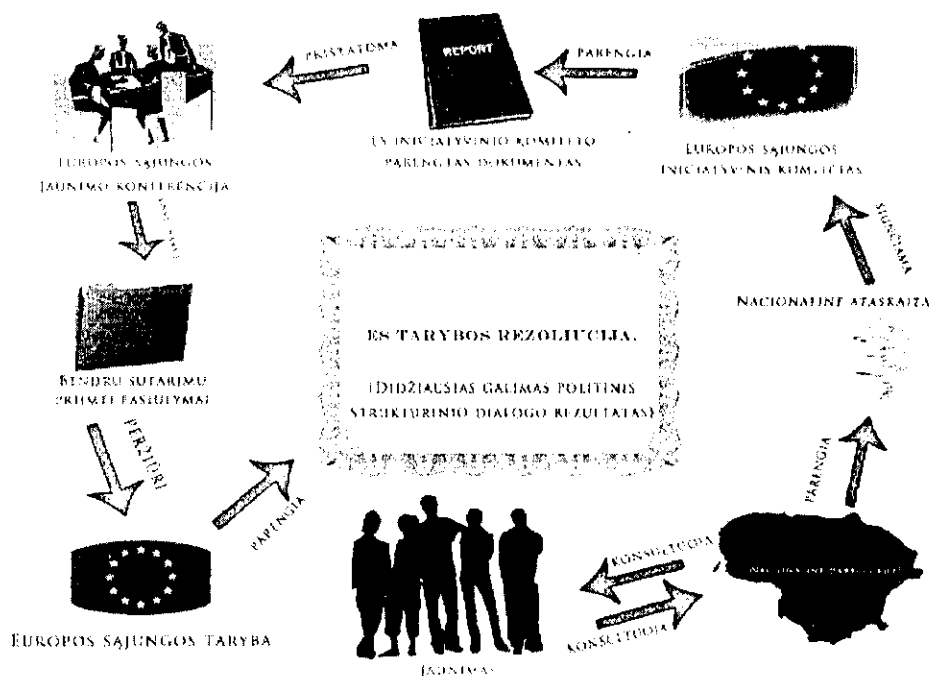 REPORT
PRISTATOMA
PARENGIA
EUROPOS SĄJUNGOS
JAUNIMO KONFERENCIJA
ES INICIATYVINIO KOMITETO
PARENGTAS DOKUMENTAS
EUROPOS SĄJUNGOS
INICIATYVINIS KOMITETAS
SIUNČIAMA
NACIONALINĖ ATASKAITA
ES TARYBOS REZOLIUCIJA.
(DIDŽIAUSIAS GALIMAS POLITINIS
STRUKTŪRINIO DIALOGO REZULTATAS)
BENDRU SUTARIMU
PRIIMTI PASIŪLYMAI
PERŽIŪRI
PARENGIA
PARENGIA
KONSULTUOJA
KONSULTUOJA
EUROPOS SĄJUNGOS TARYBA
JAUNIMAS